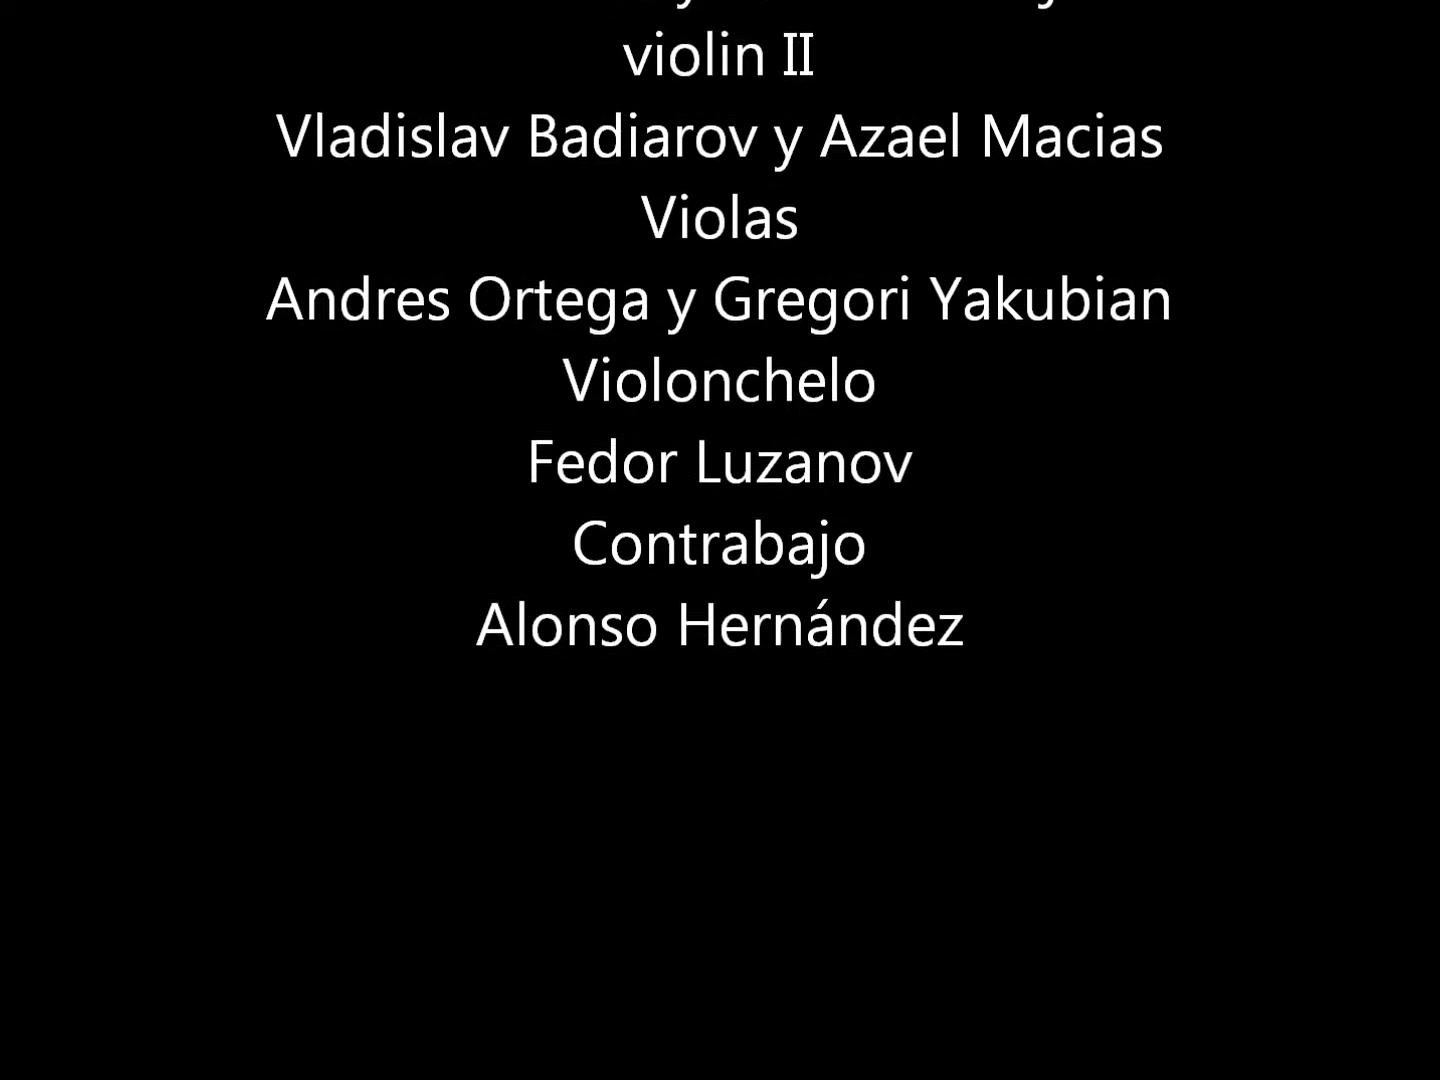 violin II
Vladislav Badiarov y Azael Macias
Violas
Andres Ortega y Gregori Yakubian
Violonchelo
Fedor Luzanov
Contrabajo
Alonso Hernández